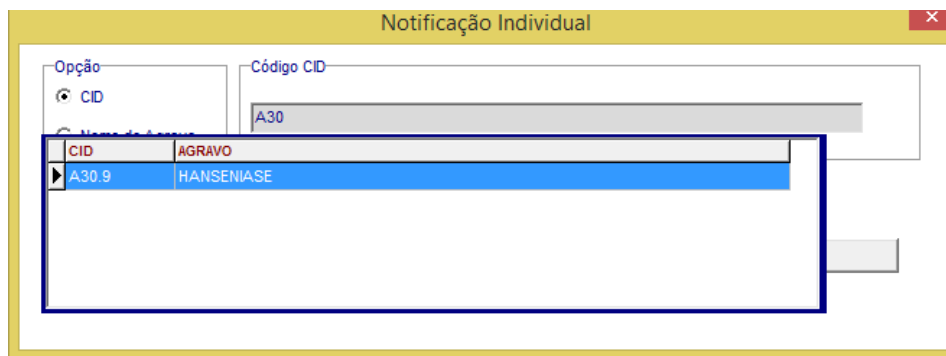 Notificação Individual
Opção
Código CID
CID
A30
CID AGRAVO
A30.9 HANSENIASE